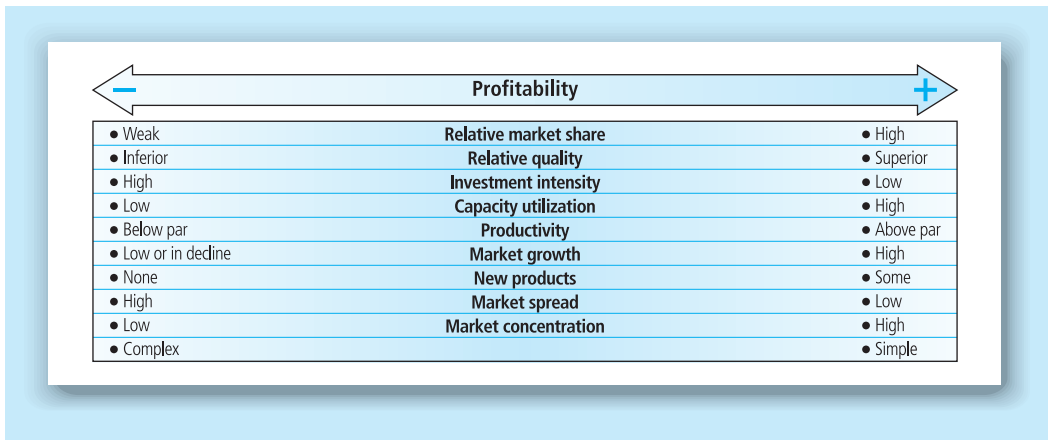 − Profitability +
• Weak Relative market share • High
• Inferior Relative quality • Superior
• High Investment intensity • Low
• Low Capacity utilization • High
• Below par Productivity • Above par
• Low or in decline Market growth • High
• None New products • Some
• High Market spread • Low
• Low Market concentration • High
• Complex • Simple